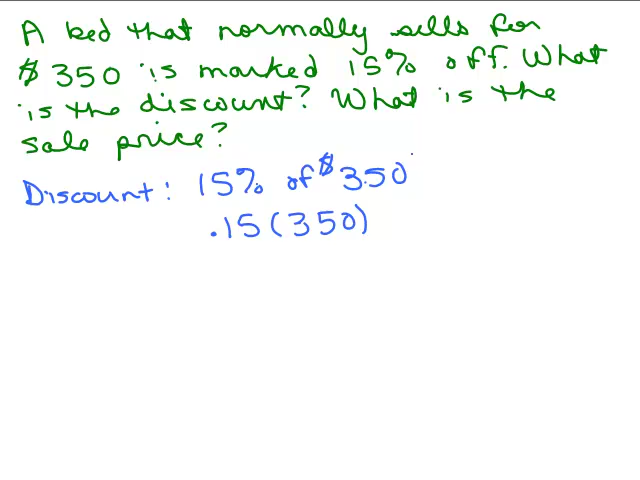 A bed that normally sells for
$350 is marked 15% off. What
is the discount? What is the
sale price?
Discount: 15% of $350
.15(350)